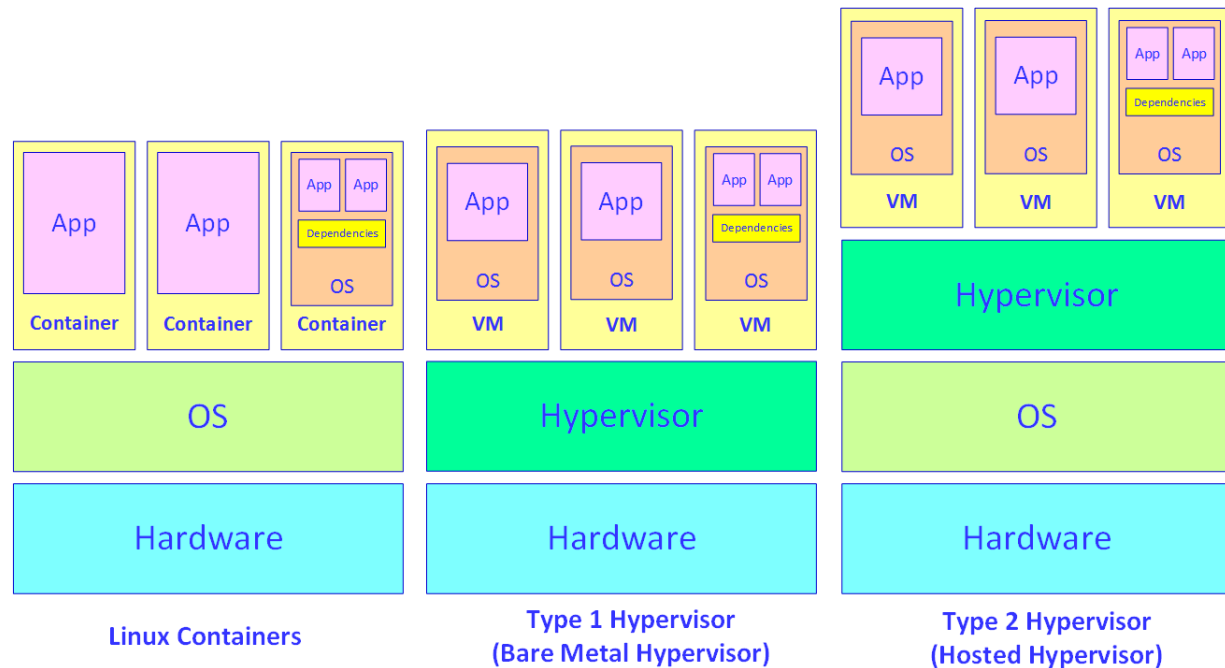 App
App
App App
Dependencies
OS
Container
Container
Container
OS
Hardware
Linux Containers
App
OS
VM
App
OS
VM
App App
Dependencies
OS
VM
Hypervisor
Hardware
Type 1 Hypervisor
(Bare Metal Hypervisor)
App
OS
VM
App
OS
VM
App App
Dependencies
OS
VM
Hypervisor
OS
Hardware
Type 2 Hypervisor
(Hosted Hypervisor)